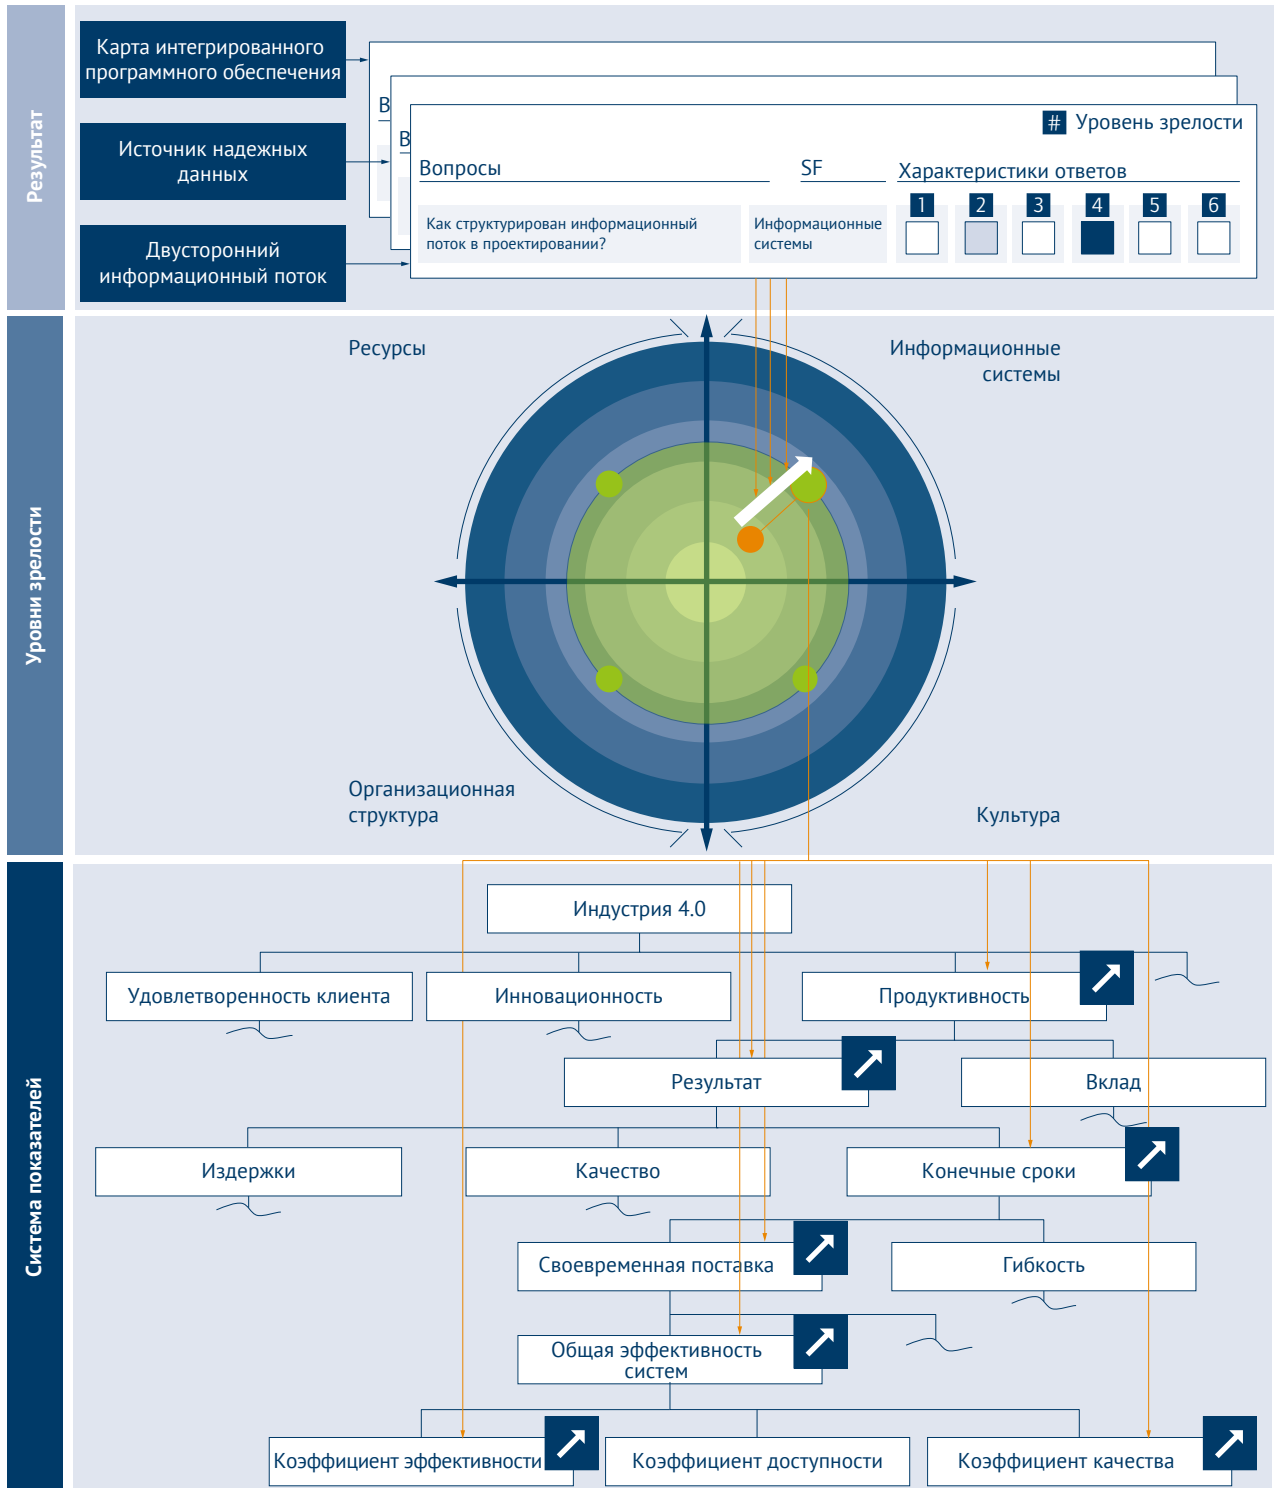 Результат
Карта интегрированного
программного обеспечения
Источник надежных
данных
Двусторонний
информационный поток
В
В
# Уровень зрелости
Вопросы
SF
Характеристики ответов
1 2 3 4 5 6
Как структурирован информационный
поток в проектировании?
Информационные
системы
Уровни зрелости
Ресурсы
Информационные
системы
Организационная
структура
Культура
Система показателей
Индустрия 4.0
Удовлетворенность клиента
Инновационность
Продуктивность
Результат
Вклад
Издержки
Качество
Конечные сроки
Своевременная поставка
Гибкость
Общая эффективность
систем
Коэффициент эффективности
Коэффициент доступности
Коэффициент качества